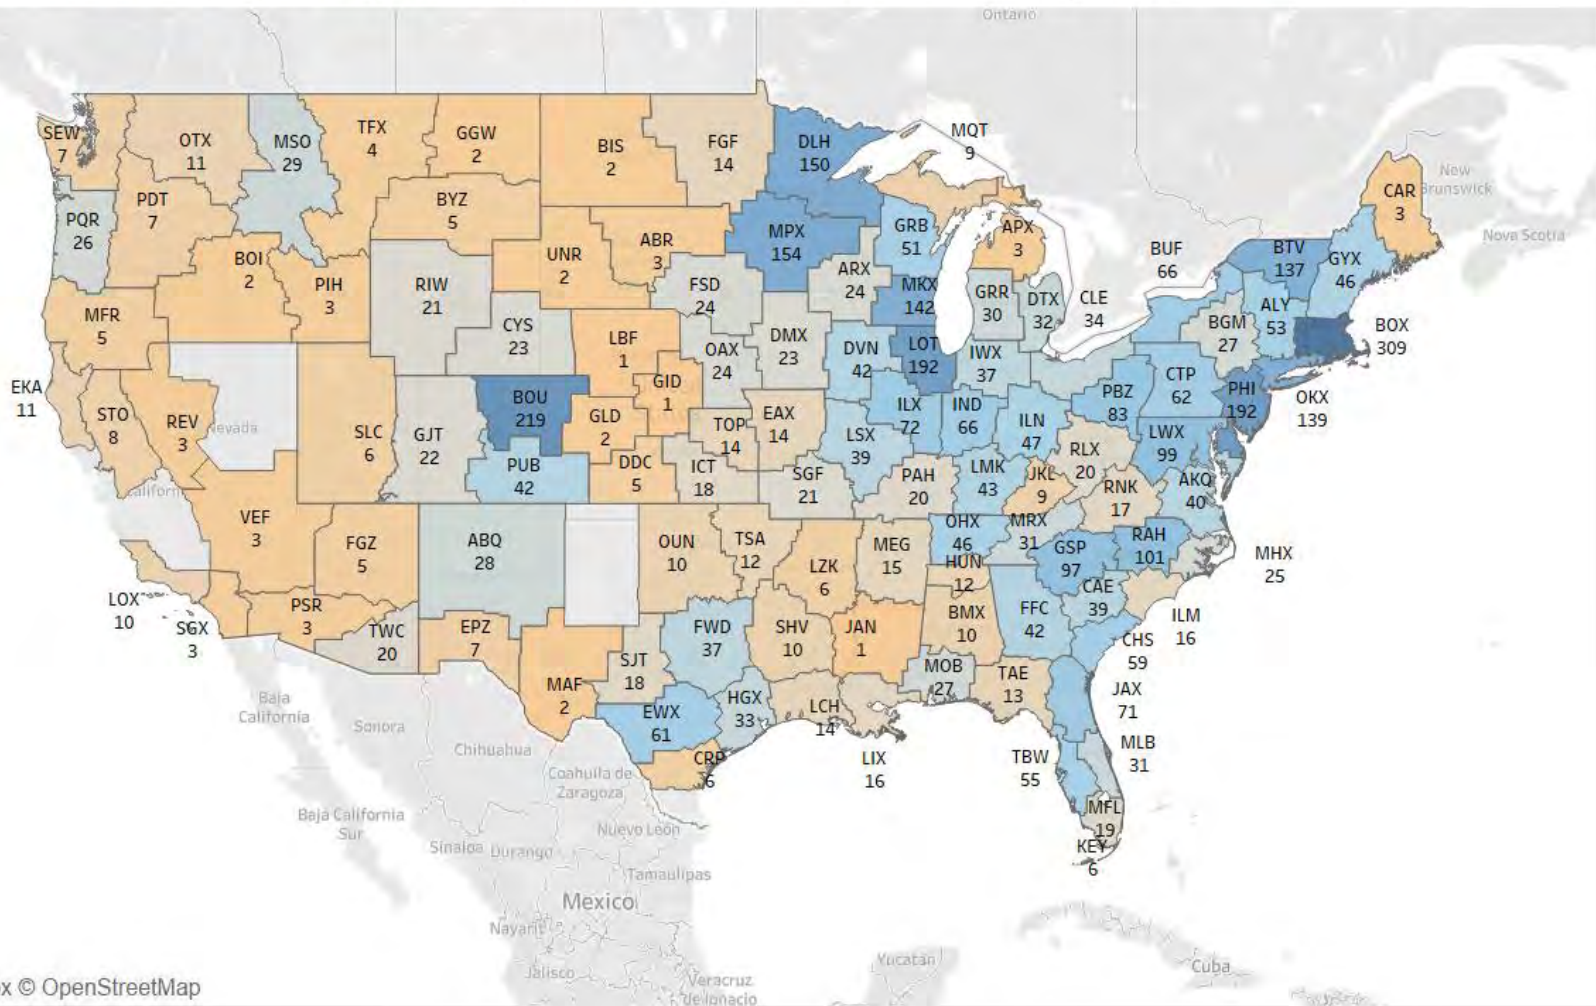 Ontario
SEW
7
OTX
11
MSO
29
TFX
4
GGW
2
BIS
2
FGF
14
DLH
150
MQT
9
New
Brunswick
CAR
3
Nova Scotia
PQR
26
PDT
7
BYZ
5
BOI
2
PIH
3
UNR
2
ABR
3
MPX
154
GRB
51
APX
3
BUF
66
BTV
137
GYX
46
MFR
5
RIW
21
CYS
23
FSD
24
ARX
24
MKX
142
GRR
30
DTX
32
CLE
34
BGM
27
ALY
53
BOX
309
EKA
11
STO
8
REV
3
Nevada
SLC
6
GJT
22
BOU
219
LBF
1
GID
1
GLD
2
OAX
24
DMX
23
DVN
42
LOT
192
IWX
37
PBZ
83
CTP
62
PHI
192
OKX
139
PUB
42
DDC
5
TOP
14
EAX
14
ICT
18
LSX
39
ILX
72
IND
66
ILN
47
RLX
20
LWX
99
AKQ
40
California
VEF
3
FGZ
5
ABQ
28
SGF
21
PAH
20
LMK
43
JKL
9
RNK
17
OUN
10
TSA
12
LZK
6
MEG
15
OHX
46
MRX
31
GSP
97
RAH
101
MHX
25
HUN
12
LOX
10
SGX
3
PSR
3
TWC
20
EPZ
7
MAF
2
SJT
18
FWD
37
SHV
10
JAN
1
BMX
10
FFC
42
CAE
39
ILM
16
CHS
59
MOB
27
TAE
13
JAX
71
EWX
61
HGX
33
LCH
14
LIX
16
CRP
6
TBW
55
MLB
31
MFL
19
KEY
6
Baja
California
Sonora
Chihuahua
Coahuila de
Zaragoza
Baja California
Sur
Nuevo León
Sinaloa
Durango
Tamaulipas
Mexico
Nayarit
Jalisco
Veracruz
de Ignacio
Yucatán
Cuba
x © OpenStreetMap